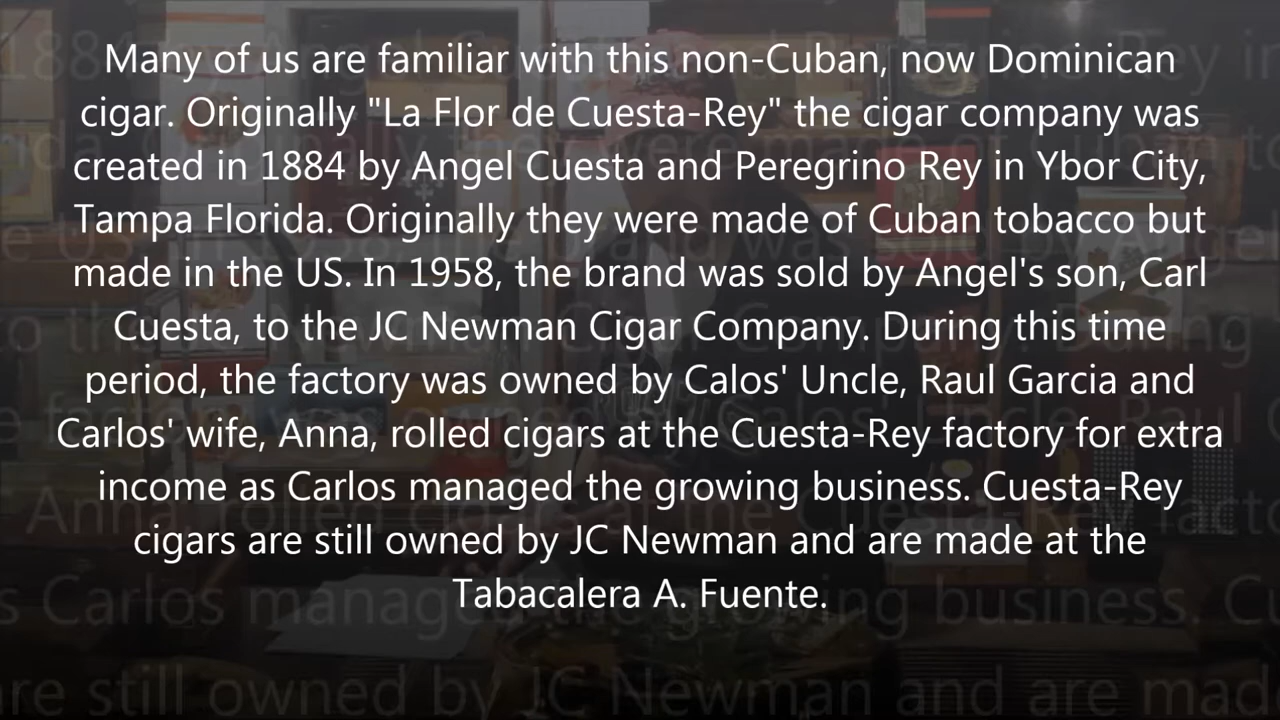 Many of us are familiar with this non-Cuban, now Dominican
cigar. Originally "La Flor de Cuesta-Rey" the cigar company was
created in 1884 by Angel Cuesta and Peregrino Rey in Ybor City,
Tampa Florida. Originally they were made of Cuban tobacco but
made in the US. In 1958, the brand was sold by Angel's son, Carl
Cuesta, to the JC Newman Cigar Company. During this time
period, the factory was owned by Calos' Uncle, Raul Garcia and
Carlos' wife, Anna, rolled cigars at the Cuesta-Rey factory for extra
income as Carlos managed the growing business. Cuesta-Rey
cigars are still owned by JC Newman and are made at the
Tabacalera A. Fuente.